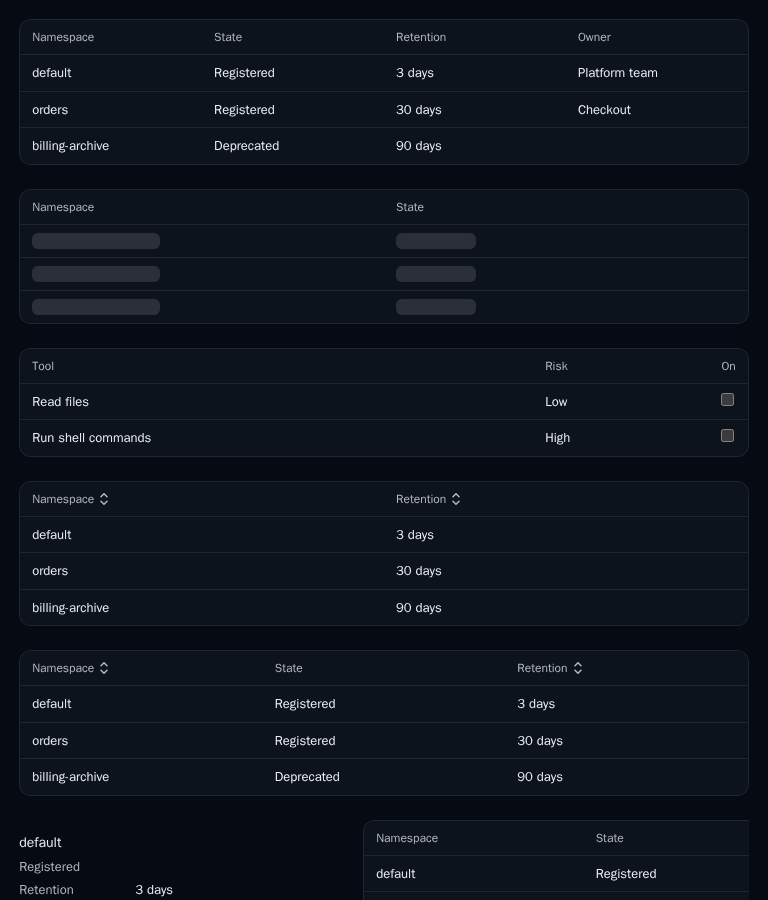 Namespace State Retention Owner
default Registered 3 days Platform team
orders Registered 30 days Checkout
billing-archive Deprecated 90 days
Namespace State
Tool Risk On
Read files Low
Run shell commands High
Namespace Retention
default 3 days
orders 30 days
billing-archive 90 days
Namespace State Retention
default Registered 3 days
orders Registered 30 days
billing-archive Deprecated 90 days
default
Registered
Retention 3 days
Namespace State
default Registered